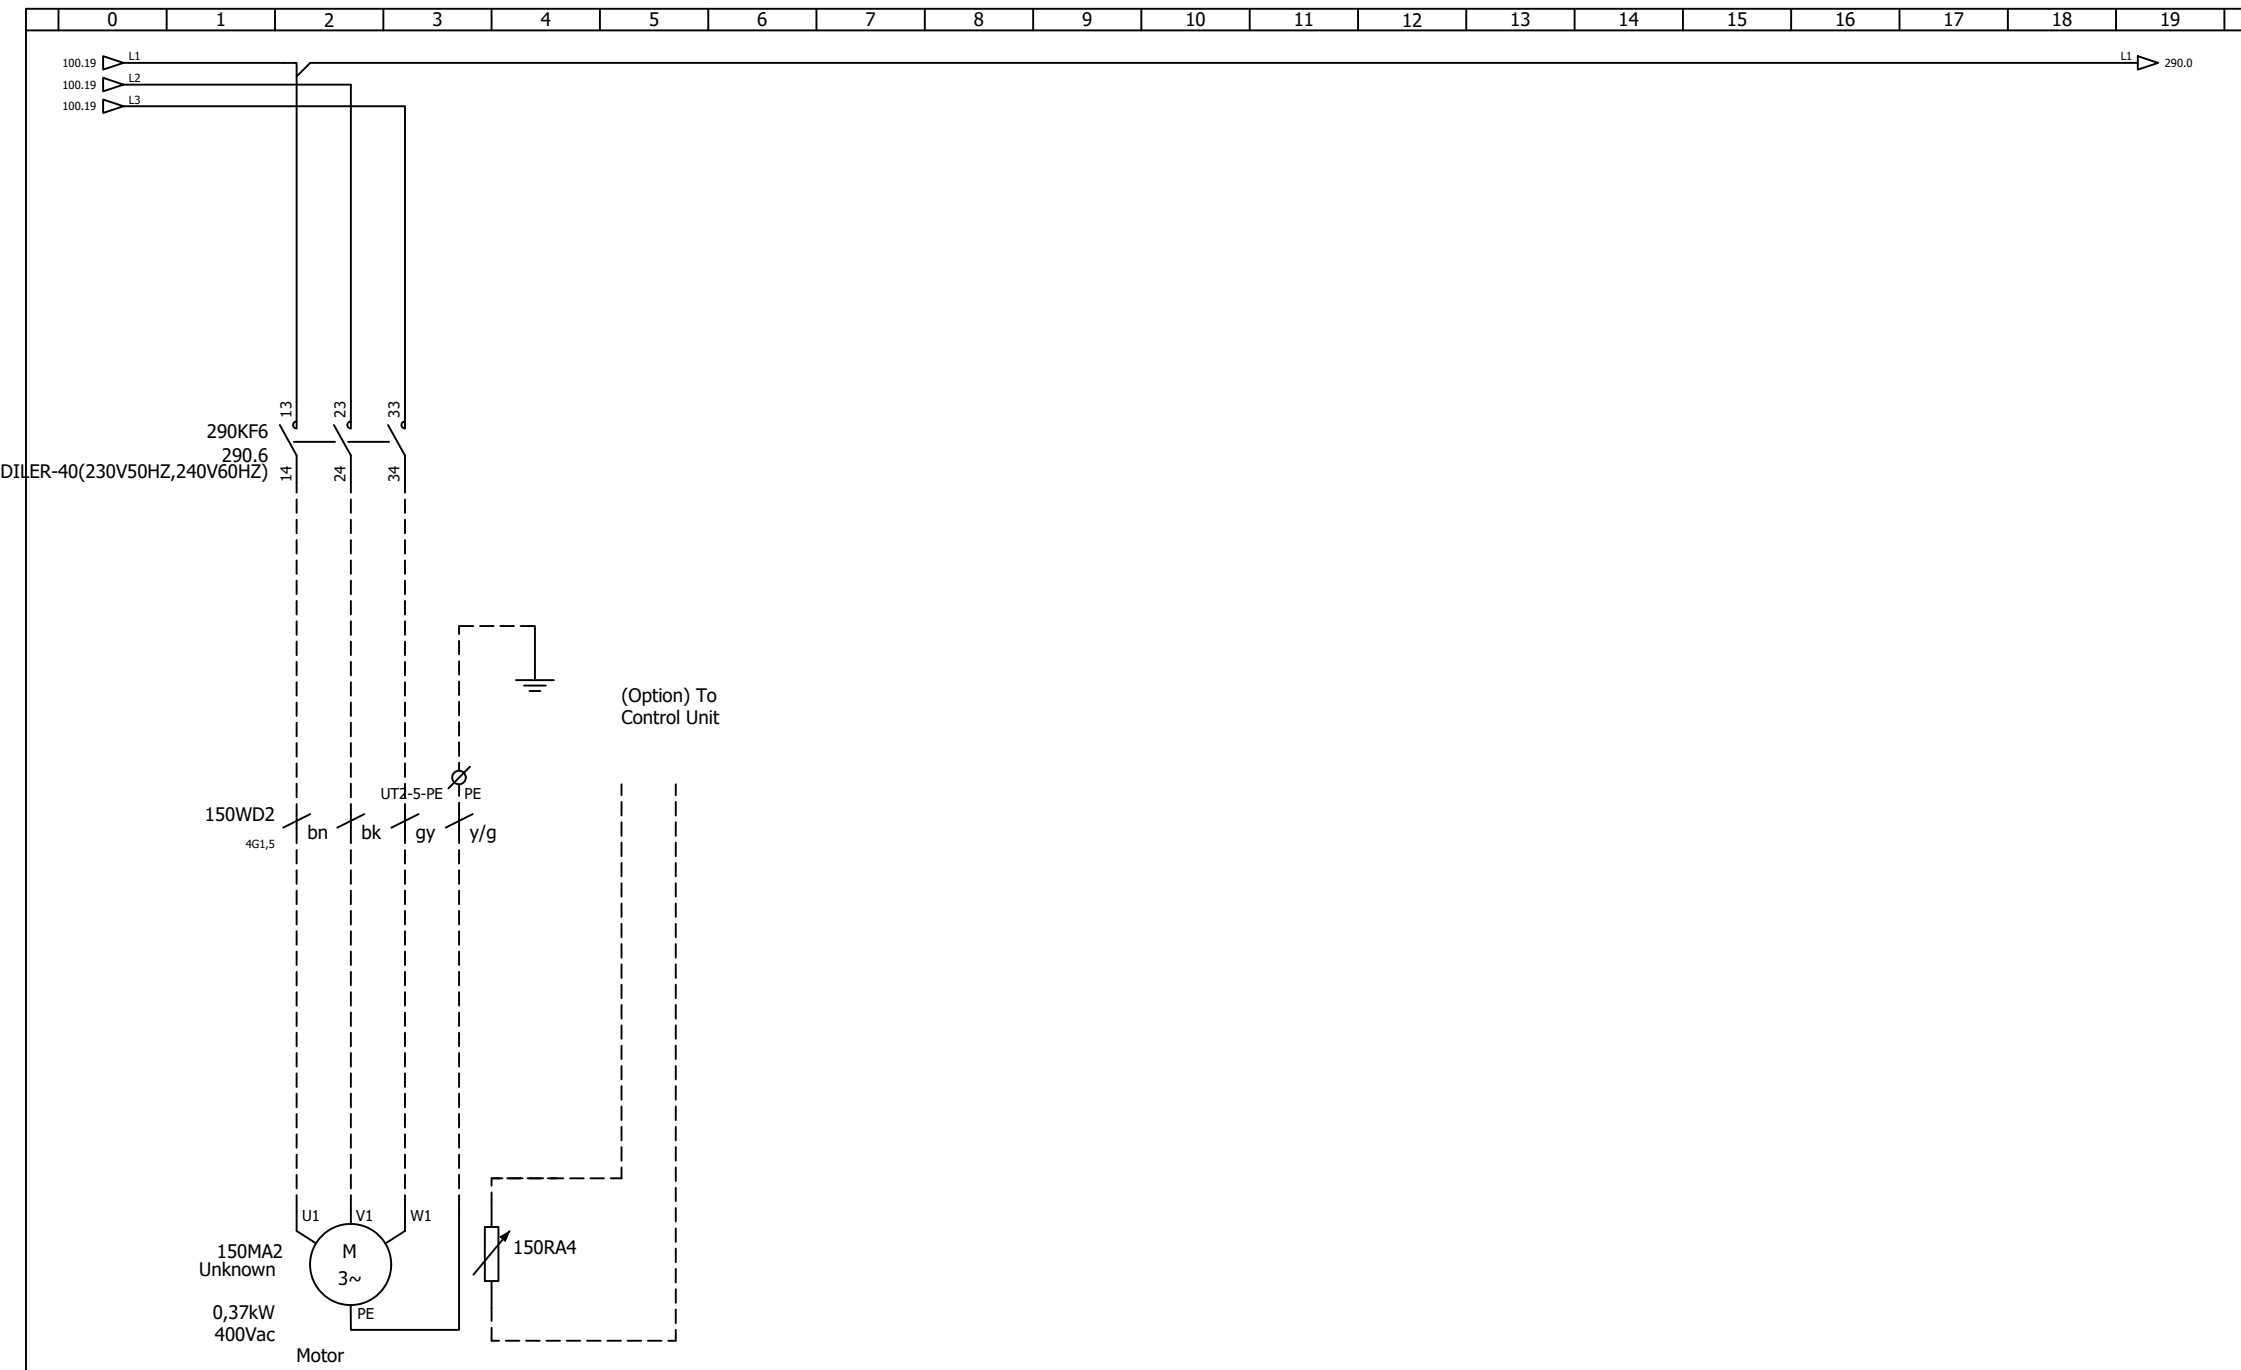 0 1 2 3 4 5 6 7 8 9 10 11 12 13 14 15 16 17 18 19
100.19 L1 L1 290.0
100.19 L2
100.19 L3
13 23 33
290KF6
290.6
DILER-40(230V50HZ,240V60HZ)
14 24 34
(Option) To
Control Unit
UT2-5-PE PE
150WD2
bn bk gy y/g
4G1,5
U1 V1 W1
150MA2
Unknown
M
3~
150RA4
0,37kW
400Vac
PE
Motor